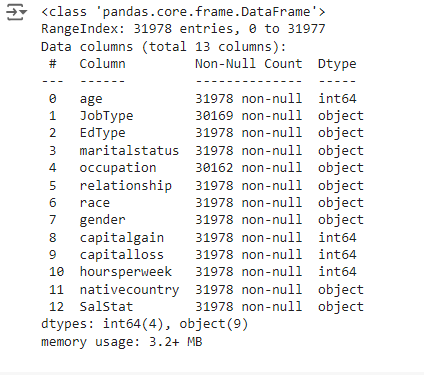 <class 'pandas.core.frame.DataFrame'>
RangeIndex: 31978 entries, 0 to 31977
Data columns (total 13 columns):
 #   Column         Non-Null Count  Dtype
---  ------         --------------  -----
 0   age            31978 non-null  int64
 1   JobType        30169 non-null  object
 2   EdType         31978 non-null  object
 3   maritalstatus  31978 non-null  object
 4   occupation     30162 non-null  object
 5   relationship   31978 non-null  object
 6   race           31978 non-null  object
 7   gender         31978 non-null  object
 8   capitalgain    31978 non-null  int64
 9   capitalloss    31978 non-null  int64
 10  hoursperweek   31978 non-null  int64
 11  nativecountry  31978 non-null  object
 12  SalStat        31978 non-null  object
dtypes: int64(4), object(9)
memory usage: 3.2+ MB